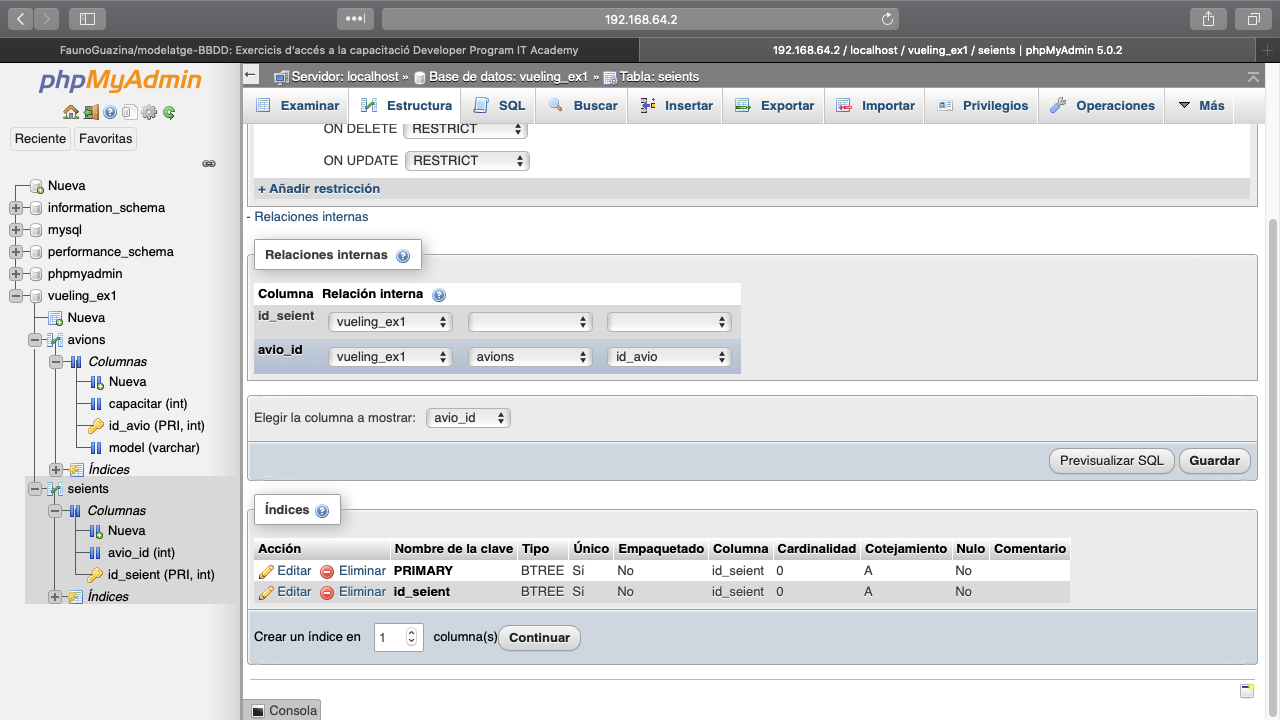 192.168.64.2
FaunoGuazina/modelatge-BBDD: Exercicis d'accés a la capacitació Developer Program IT Academy
192.168.64.2 / localhost / vueling_ex1 / seients | phpMyAdmin 5.0.2
phpMyAdmin
Reciente
Favoritas
Nueva
information_schema
mysql
performance_schema
phpmyadmin
vueling_ex1
Nueva
avions
Columnas
Nueva
capacitar (int)
id_avio (PRI, int)
model (varchar)
Índices
seients
Columnas
Nueva
avio_id (int)
id_seient (PRI, int)
Índices
Servidor: localhost » Base de datos: vueling_ex1 » Tabla: seients
Examinar Estructura SQL Buscar Insertar Exportar Importar Privilegios Operaciones Más
ON DELETE RESTRICT
ON UPDATE RESTRICT
+ Añadir restricción
- Relaciones internas
Relaciones internas
Columna Relación interna
id_seient vueling_ex1
avio_id vueling_ex1 avions id_avio
Elegir la columna a mostrar: avio_id
Previsualizar SQL Guardar
Índices
Acción Nombre de la clave Tipo Único Empaquetado Columna Cardinalidad Cotejamiento Nulo Comentario
Editar Eliminar PRIMARY BTREE Sí No id_seient 0 A No
Editar Eliminar id_seient BTREE Sí No id_seient 0 A No
Crear un índice en 1 columna(s) Continuar
Consola